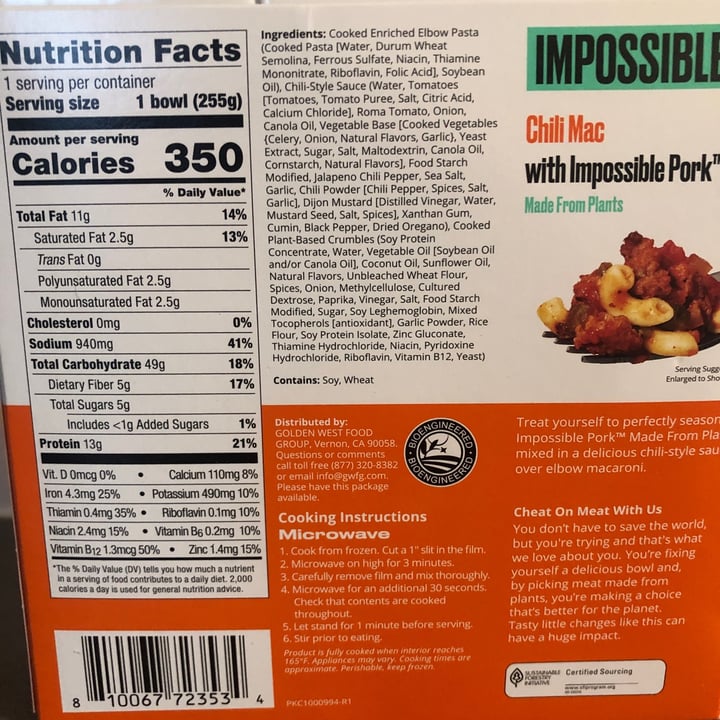 Nutrition Facts
1 serving per container
Serving size 1 bowl (255g)
Amount per serving
Calories 350
% Daily Value*
Total Fat 11g 14%
Saturated Fat 2.5g 13%
Trans Fat 0g
Polyunsaturated Fat 2.5g
Monounsaturated Fat 2.5g
Cholesterol 0mg 0%
Sodium 940mg 41%
Total Carbohydrate 49g 18%
Dietary Fiber 5g 17%
Total Sugars 5g
Includes <1g Added Sugars 1%
Protein 13g 21%
Vit. D 0mcg 0% • Calcium 110mg 8%
Iron 4.3mg 25% • Potassium 490mg 10%
Thiamin 0.4mg 35% • Riboflavin 0.1mg 10%
Niacin 2.4mg 15% • Vitamin B6 0.2mg 10%
Vitamin B12 1.3mcg 50% • Zinc 1.4mg 15%
*The % Daily Value (DV) tells you how much a nutrient
in a serving of food contributes to a daily diet. 2,000
calories a day is used for general nutrition advice.
8 10067 72353 4
Ingredients: Cooked Enriched Elbow Pasta
(Cooked Pasta [Water, Durum Wheat
Semolina, Ferrous Sulfate, Niacin, Thiamine
Mononitrate, Riboflavin, Folic Acid], Soybean
Oil), Chili-Style Sauce (Water, Tomatoes
[Tomatoes, Tomato Puree, Salt, Citric Acid,
Calcium Chloride], Roma Tomato, Onion,
Canola Oil, Vegetable Base [Cooked Vegetables
{Celery, Onion, Natural Flavors, Garlic}, Yeast
Extract, Sugar, Salt, Maltodextrin, Canola Oil,
Cornstarch, Natural Flavors], Food Starch
Modified, Jalapeno Chili Pepper, Sea Salt,
Garlic, Chili Powder [Chili Pepper, Spices, Salt,
Garlic], Dijon Mustard [Distilled Vinegar, Water,
Mustard Seed, Salt, Spices], Xanthan Gum,
Cumin, Black Pepper, Dried Oregano), Cooked
Plant-Based Crumbles (Soy Protein
Concentrate, Water, Vegetable Oil [Soybean Oil
and/or Canola Oil], Coconut Oil, Sunflower Oil,
Natural Flavors, Unbleached Wheat Flour,
Spices, Onion, Methylcellulose, Cultured
Dextrose, Paprika, Vinegar, Salt, Food Starch
Modified, Sugar, Soy Leghemoglobin, Mixed
Tocopherols [antioxidant], Garlic Powder, Rice
Flour, Soy Protein Isolate, Zinc Gluconate,
Thiamine Hydrochloride, Niacin, Pyridoxine
Hydrochloride, Riboflavin, Vitamin B12, Yeast)
Contains: Soy, Wheat
Distributed by:
GOLDEN WEST FOOD
GROUP, Vernon, CA 90058.
Questions or comments
call toll free (877) 320-8382
or email info@gwfg.com.
Please have this package
available.
BIOENGINEERED
BIOENGINEERED
Cooking Instructions
Microwave
1. Cook from frozen. Cut a 1" slit in the film.
2. Microwave on high for 3 minutes.
3. Carefully remove film and mix thoroughly.
4. Microwave for an additional 30 seconds.
Check that contents are cooked
throughout.
5. Let stand for 1 minute before serving.
6. Stir prior to eating.
Product is fully cooked when interior reaches
165°F. Appliances may vary. Cooking times are
approximate. Perishable, keep frozen.
PKC1000994-R1
IMPOSSIBLE
Chili Mac
with Impossible Pork™
Made From Plants
Serving Sugg
Enlarged to Sho
Treat yourself to perfectly season
Impossible Pork™ Made From Pla
mixed in a delicious chili-style sau
over elbow macaroni.
Cheat On Meat With Us
You don't have to save the world,
but you're trying and that's what
we love about you. You're fixing
yourself a delicious bowl and,
by picking meat made from
plants, you're making a choice
that's better for the planet.
Tasty little changes like this can
have a huge impact.
SUSTAINABLE
FORESTRY
INITIATIVE
Certified Sourcing
www.sfiprogram.org